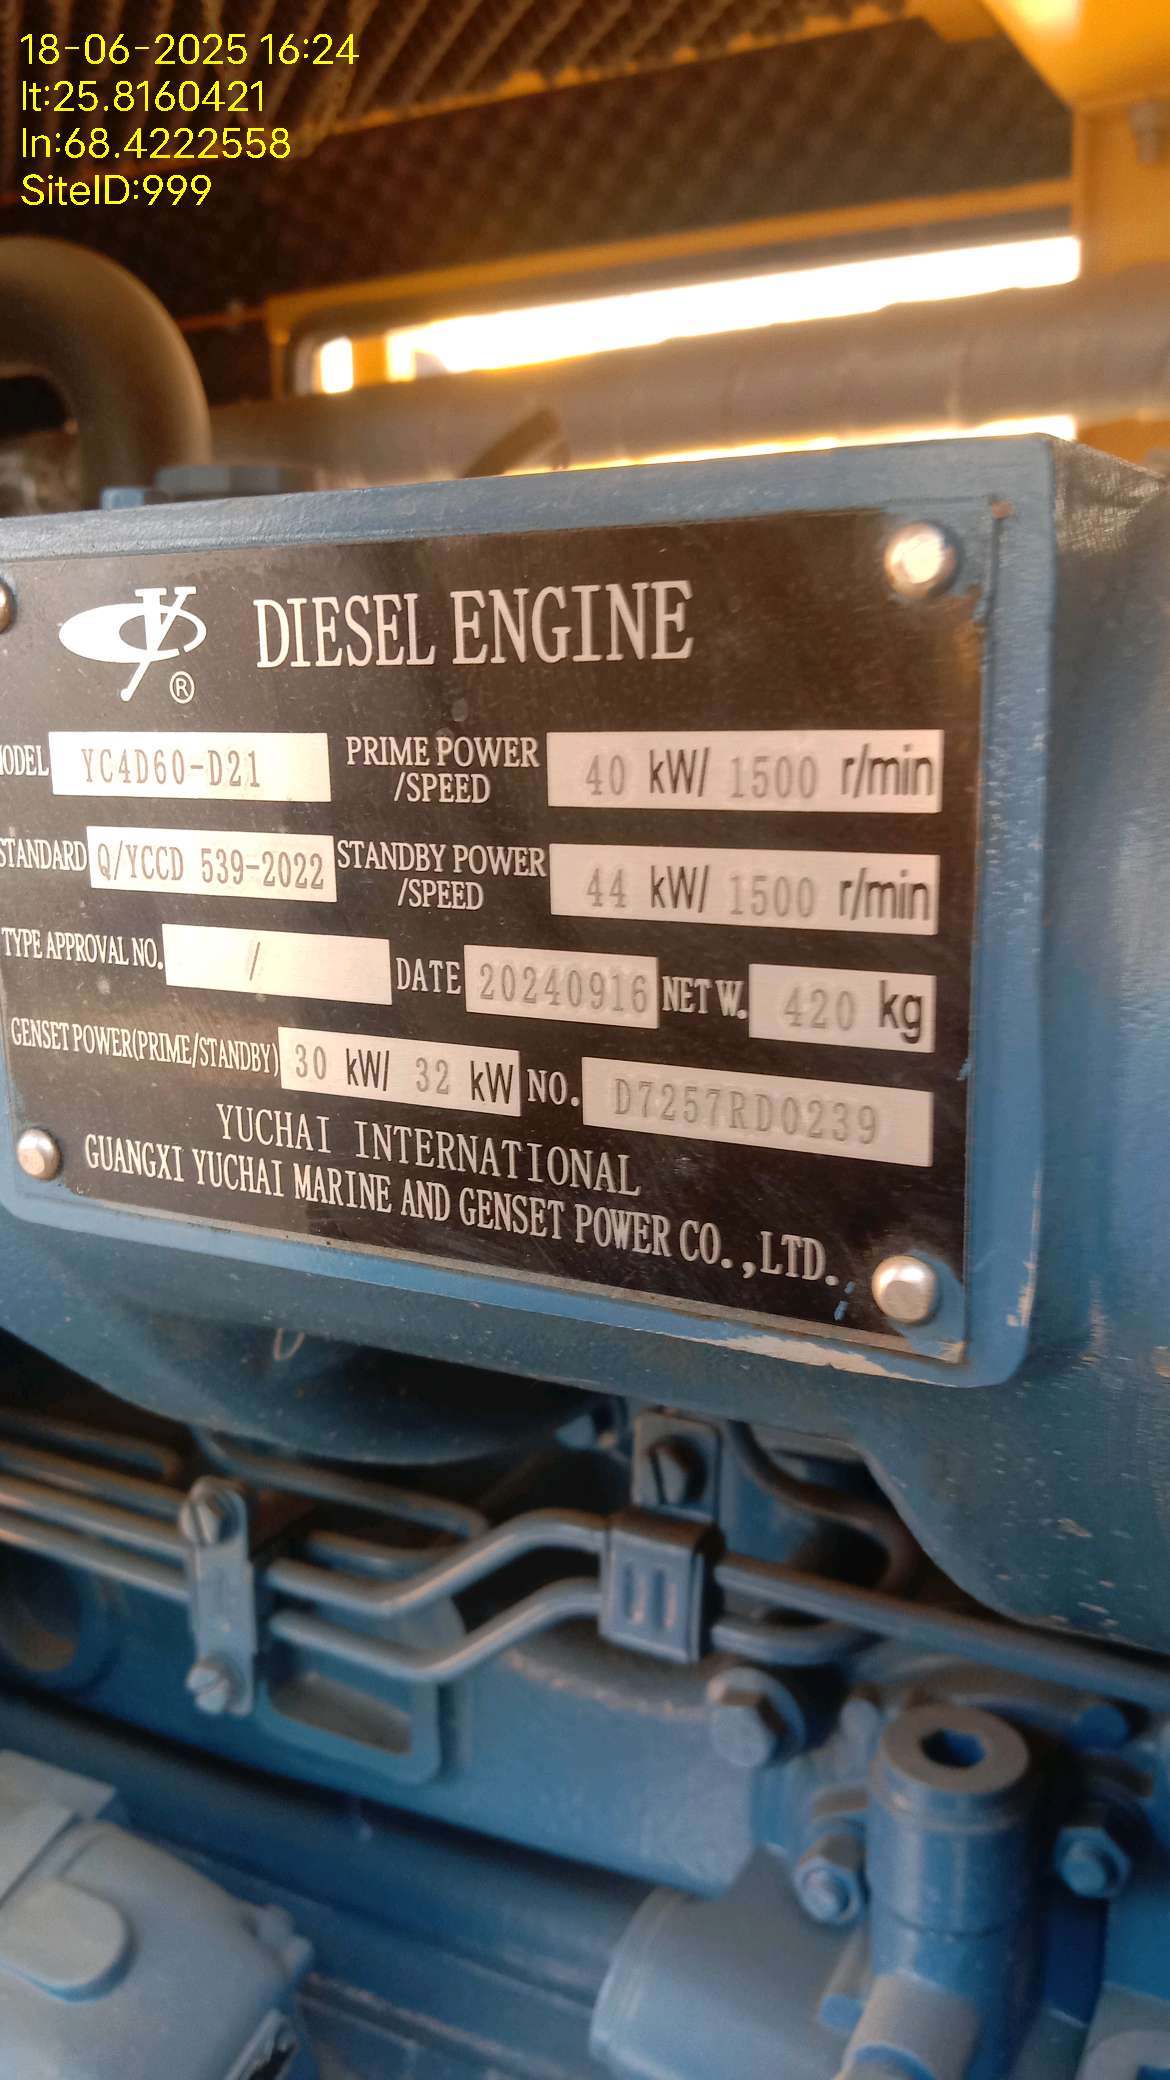 18-06-2025 16:24
lt:25.8160421
ln:68.4222558
SiteID:999
DIESEL ENGINE
®
MODEL YC4D60-D21 PRIME POWER /SPEED 40 kW/ 1500 r/min
STANDARD Q/YCCD 539-2022 STANDBY POWER /SPEED 44 kW/ 1500 r/min
TYPE APPROVAL NO. / DATE 20240916 NET W. 420 kg
GENSET POWER(PRIME/STANDBY) 30 kW/ 32 kW NO. D7257RD0239
YUCHAI INTERNATIONAL
GUANGXI YUCHAI MARINE AND GENSET POWER CO.,LTD.